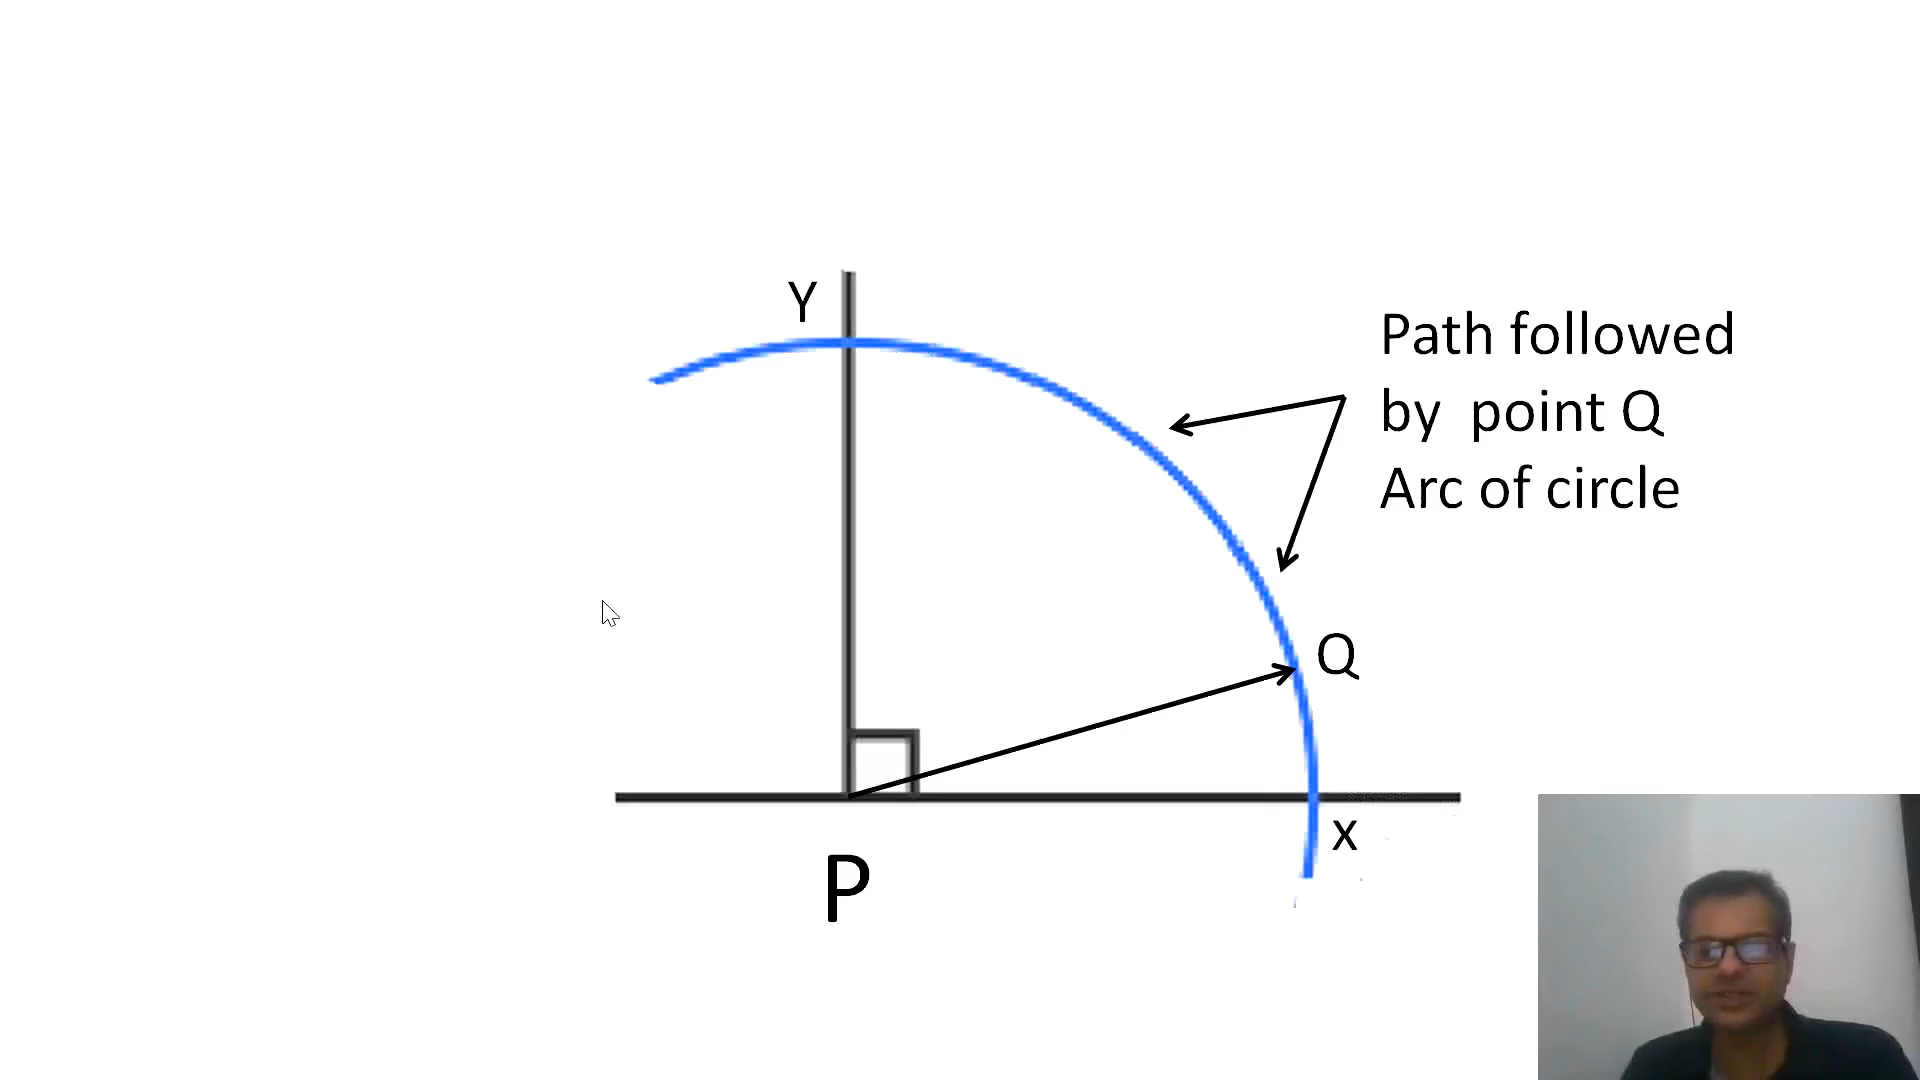 Y
Path followed
by  point Q
Arc of circle
Q
x
P